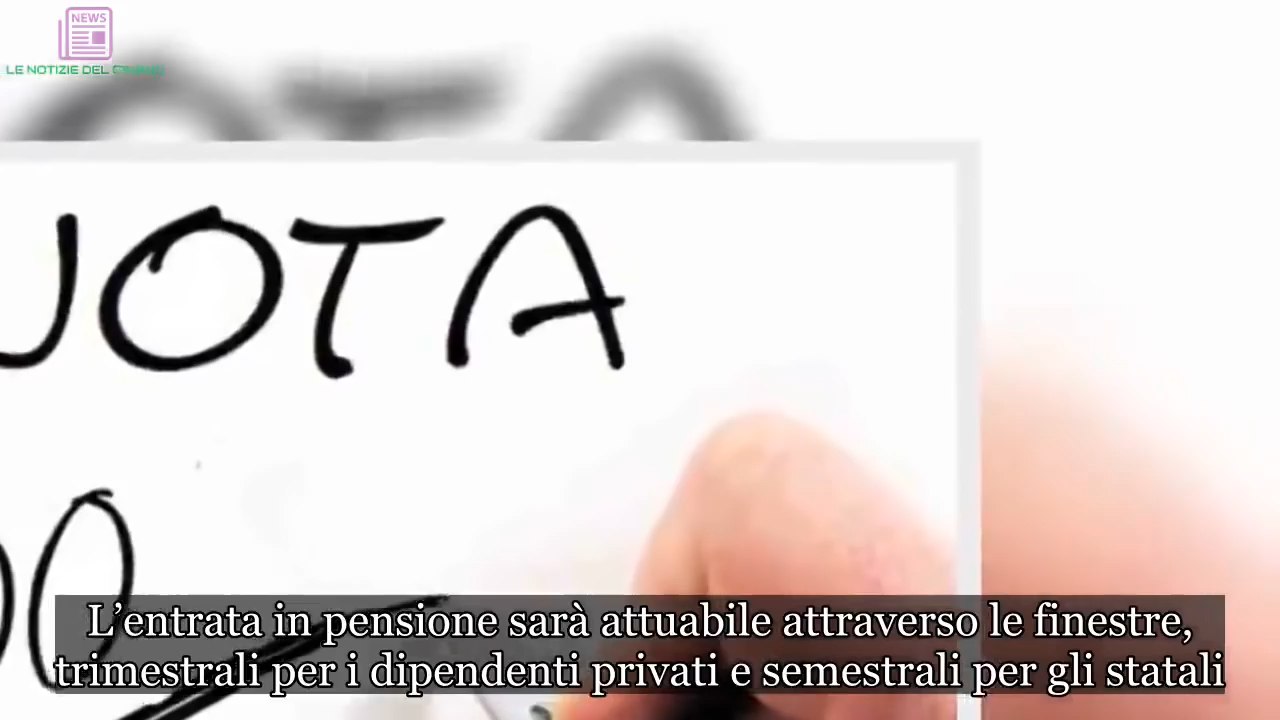 NEWS
LE NOTIZIE DEL
UOTA
L’entrata in pensione sarà attuabile attraverso le finestre,
trimestrali per i dipendenti privati e semestrali per gli statali